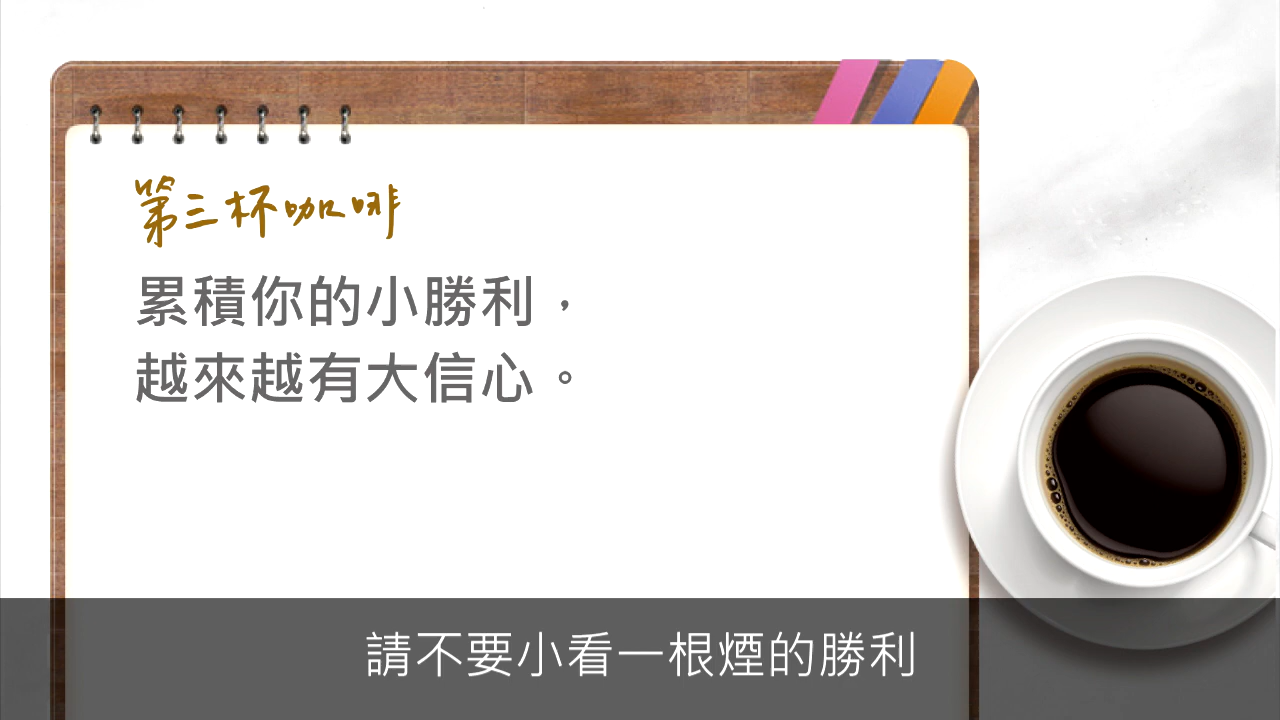 第三杯咖啡
累積你的小勝利，
越來越有大信心。
請不要小看一根煙的勝利